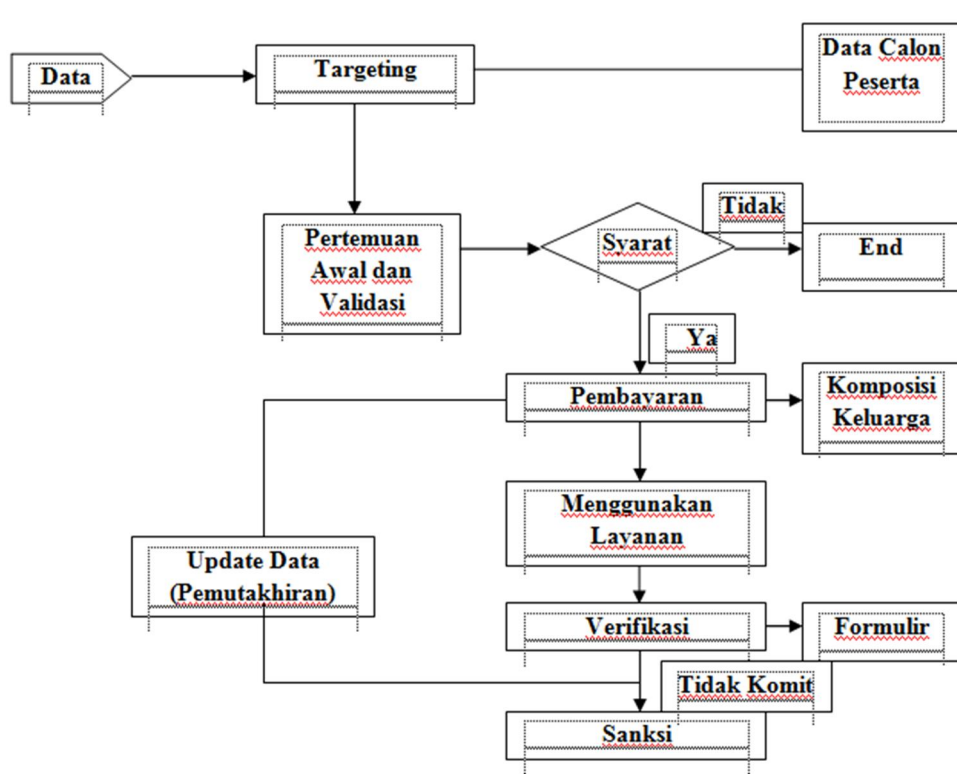 Data
Targeting
Data Calon
Peserta
Pertemuan
Awal dan
Validasi
Syarat
Tidak
End
Ya
Pembayaran
Komposisi
Keluarga
Menggunakan
Layanan
Update Data
(Pemutakhiran)
Verifikasi
Formulir
Tidak Komit
Sanksi